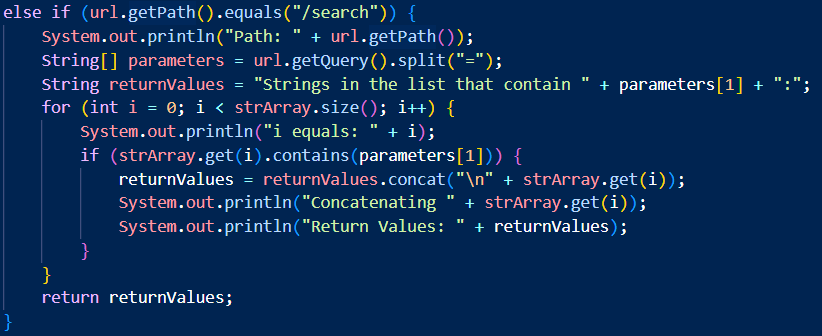 else if (url.getPath().equals("/search")) {
    System.out.println("Path: " + url.getPath());
    String[] parameters = url.getQuery().split("=");
    String returnValues = "Strings in the list that contain " + parameters[1] + ":";
    for (int i = 0; i < strArray.size(); i++) {
        System.out.println("i equals: " + i);
        if (strArray.get(i).contains(parameters[1])) {
            returnValues = returnValues.concat("\n" + strArray.get(i));
            System.out.println("Concatenating " + strArray.get(i));
            System.out.println("Return Values: " + returnValues);
        }
    }
    return returnValues;
}